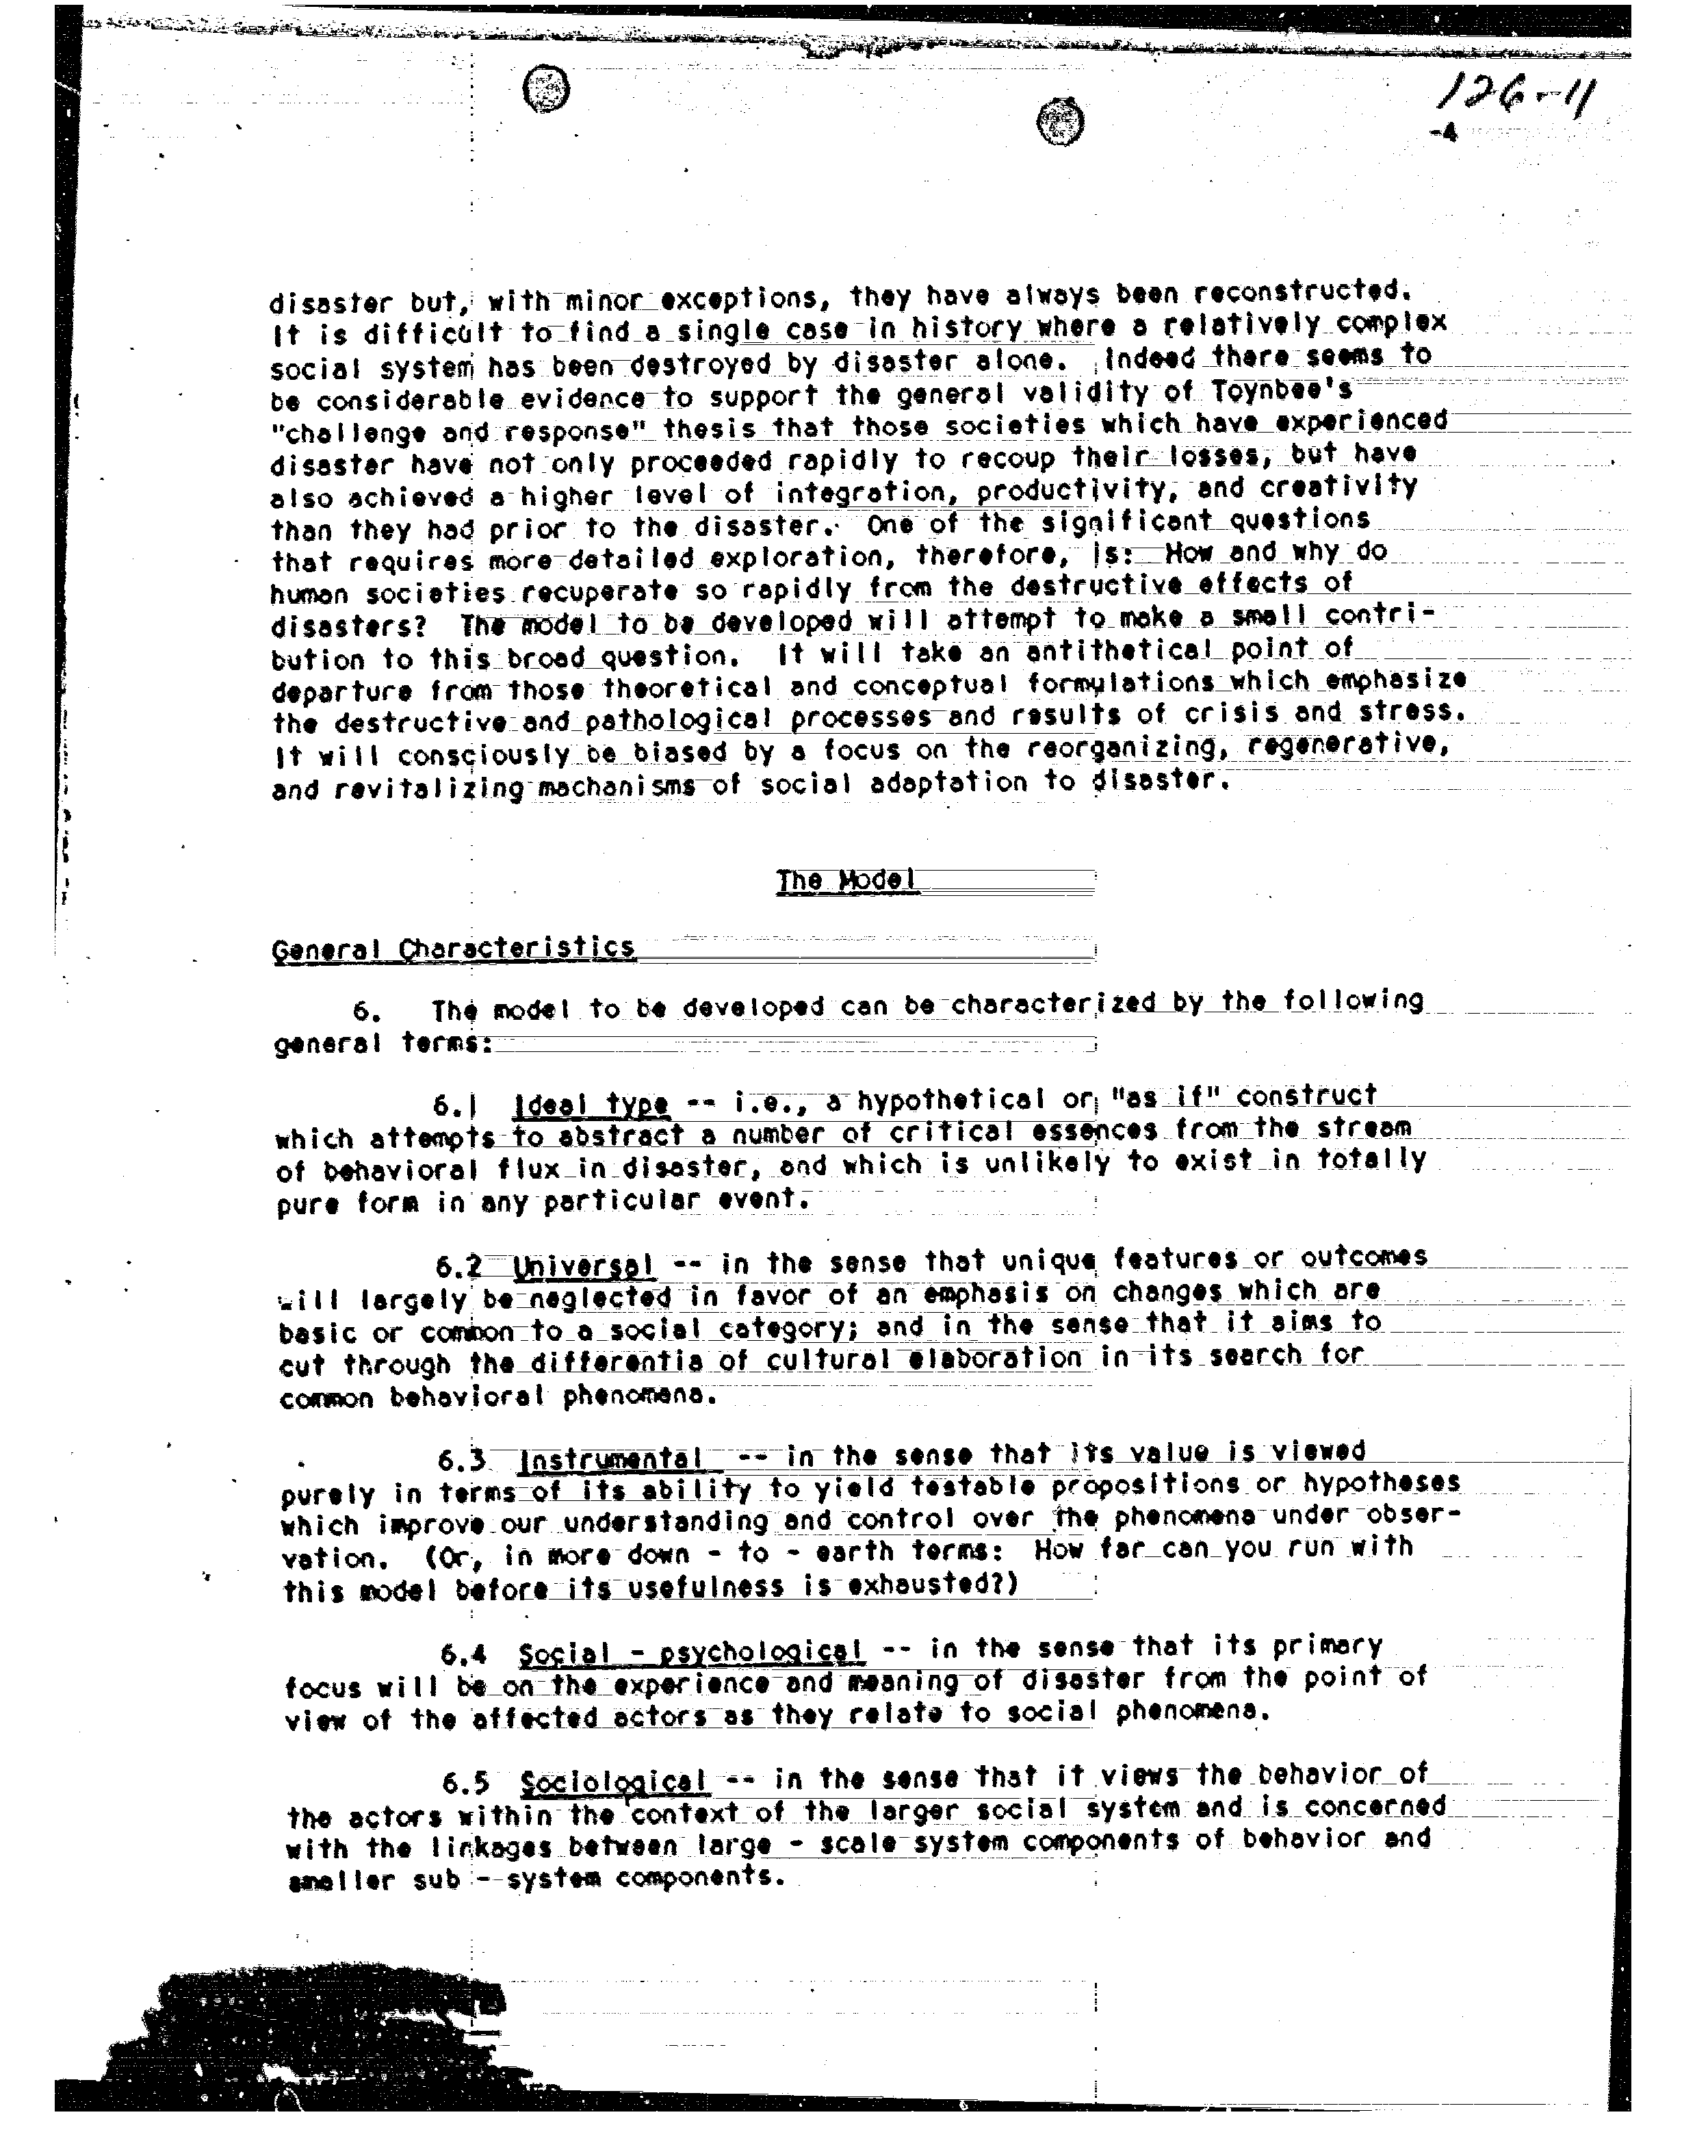 126-11
-4
disaster but, with minor exceptions, they have always been reconstructed.
It is difficult to find a single case in history where a relatively complex
social system has been destroyed by disaster alone. Indeed there seems to
be considerable evidence to support the general validity of Toynbee's
"challenge and response" thesis that those societies which have experienced
disaster have not only proceeded rapidly to recoup their losses, but have
also achieved a higher level of integration, productivity, and creativity
than they had prior to the disaster. One of the significant questions
that requires more detailed exploration, therefore, is: How and why do
human societies recuperate so rapidly from the destructive effects of
disasters? The model to be developed will attempt to make a small contri-
bution to this broad question. It will take an antithetical point of
departure from those theoretical and conceptual formulations which emphasize
the destructive and pathological processes and results of crisis and stress.
It will consciously be biased by a focus on the reorganizing, regenerative,
and revitalizing mechanisms of social adaptation to disaster.
The Model
General Characteristics
6. The model to be developed can be characterized by the following
general terms:
6.1 Ideal type -- i.e., a hypothetical or "as if" construct
which attempts to abstract a number of critical essences from the stream
of behavioral flux in disaster, and which is unlikely to exist in totally
pure form in any particular event.
6.2 Universal -- in the sense that unique features or outcomes
will largely be neglected in favor of an emphasis on changes which are
basic or common to a social category; and in the sense that it aims to
cut through the differentia of cultural elaboration in its search for
common behavioral phenomena.
6.3 Instrumental -- in the sense that its value is viewed
purely in terms of its ability to yield testable propositions or hypotheses
which improve our understanding and control over the phenomena under obser-
vation. (Or, in more down - to - earth terms: How far can you run with
this model before its usefulness is exhausted?)
6.4 Social - psychological -- in the sense that its primary
focus will be on the experience and meaning of disaster from the point of
view of the affected actors as they relate to social phenomena.
6.5 Sociological -- in the sense that it views the behavior of
the actors within the context of the larger social system and is concerned
with the linkages between large - scale system components of behavior and
smaller sub - system components.